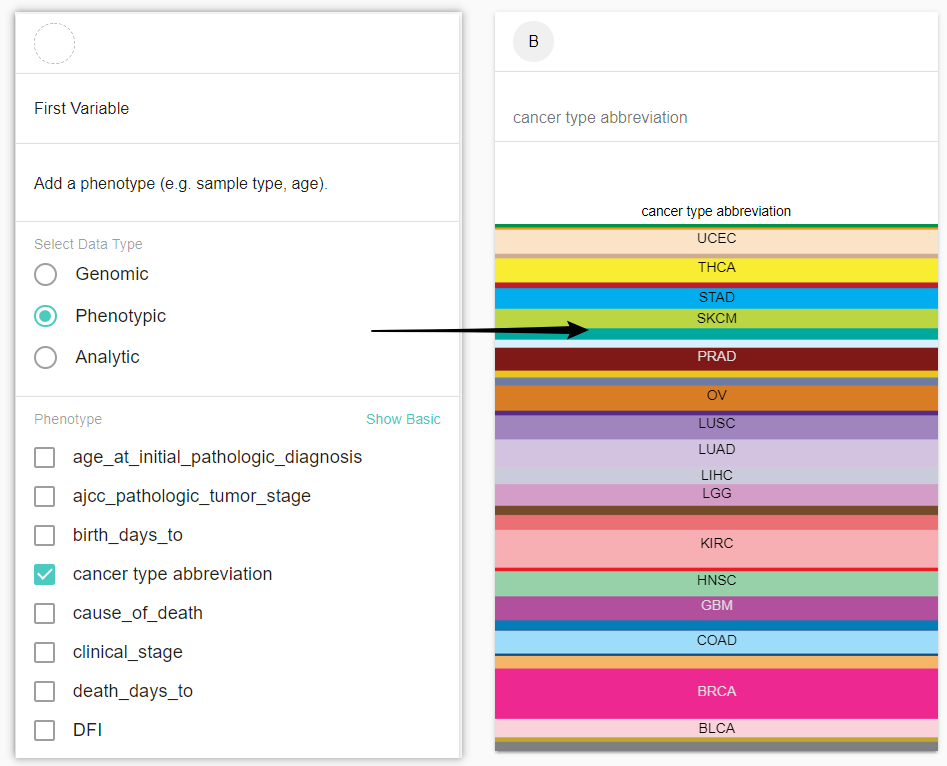 First Variable
Add a phenotype (e.g. sample type, age).
Select Data Type
Genomic
Phenotypic
Analytic
Phenotype
Show Basic
age_at_initial_pathologic_diagnosis
ajcc_pathologic_tumor_stage
birth_days_to
cancer type abbreviation
cause_of_death
clinical_stage
death_days_to
DFI
B
cancer type abbreviation
cancer type abbreviation
UCEC
THCA
STAD
SKCM
PRAD
OV
LUSC
LUAD
LIHC
LGG
KIRC
HNSC
GBM
COAD
BRCA
BLCA